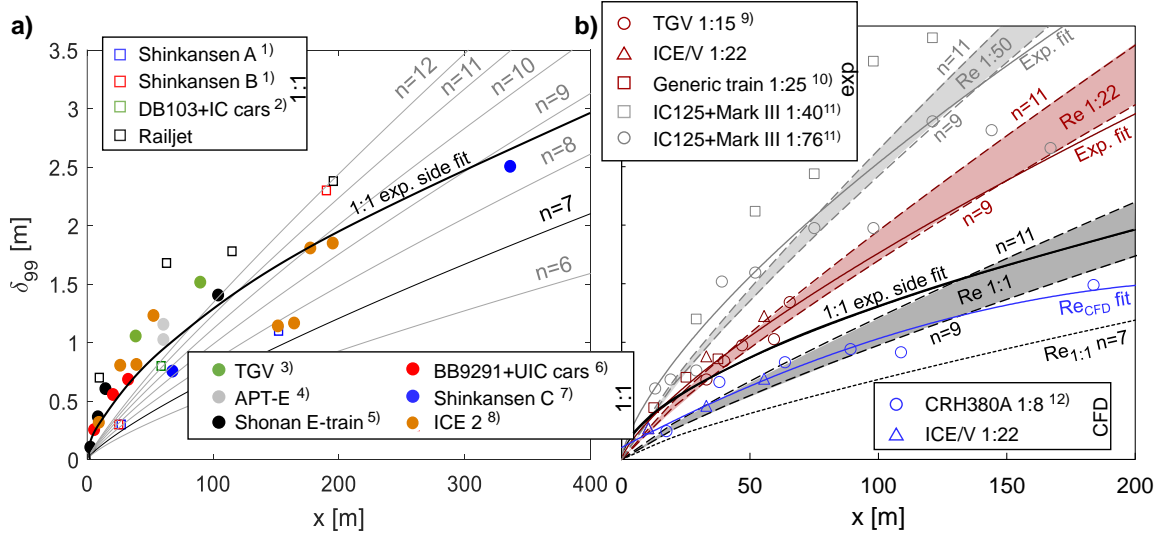 a)
3.5
3
2.5
2
1.5
1
0.5
0
δ99 [m]
0
100
200
300
400
x [m]
Shinkansen A 1)
Shinkansen B 1)
DB103+IC cars 2)
Railjet
1:1
n=12
n=11
n=10
n=9
n=8
n=7
n=6
1:1 exp. side fit
TGV 3)
APT-E 4)
Shonan E-train 5)
BB9291+UIC cars 6)
Shinkansen C 7)
ICE 2 8)
1:1
b)
TGV 1:15 9)
ICE/V 1:22
Generic train 1:25 10)
IC125+Mark III 1:40 11)
IC125+Mark III 1:76 11)
exp
n=11
Re 1:50
Exp. fit
n=9
n=11
Re 1:22
Exp. fit
n=9
1:1 exp. side fit
n=11
Re 1:1
n=9
ReCFD fit
Re1:1 n=7
CRH380A 1:8 12)
ICE/V 1:22
CFD
0
50
100
150
200
x [m]